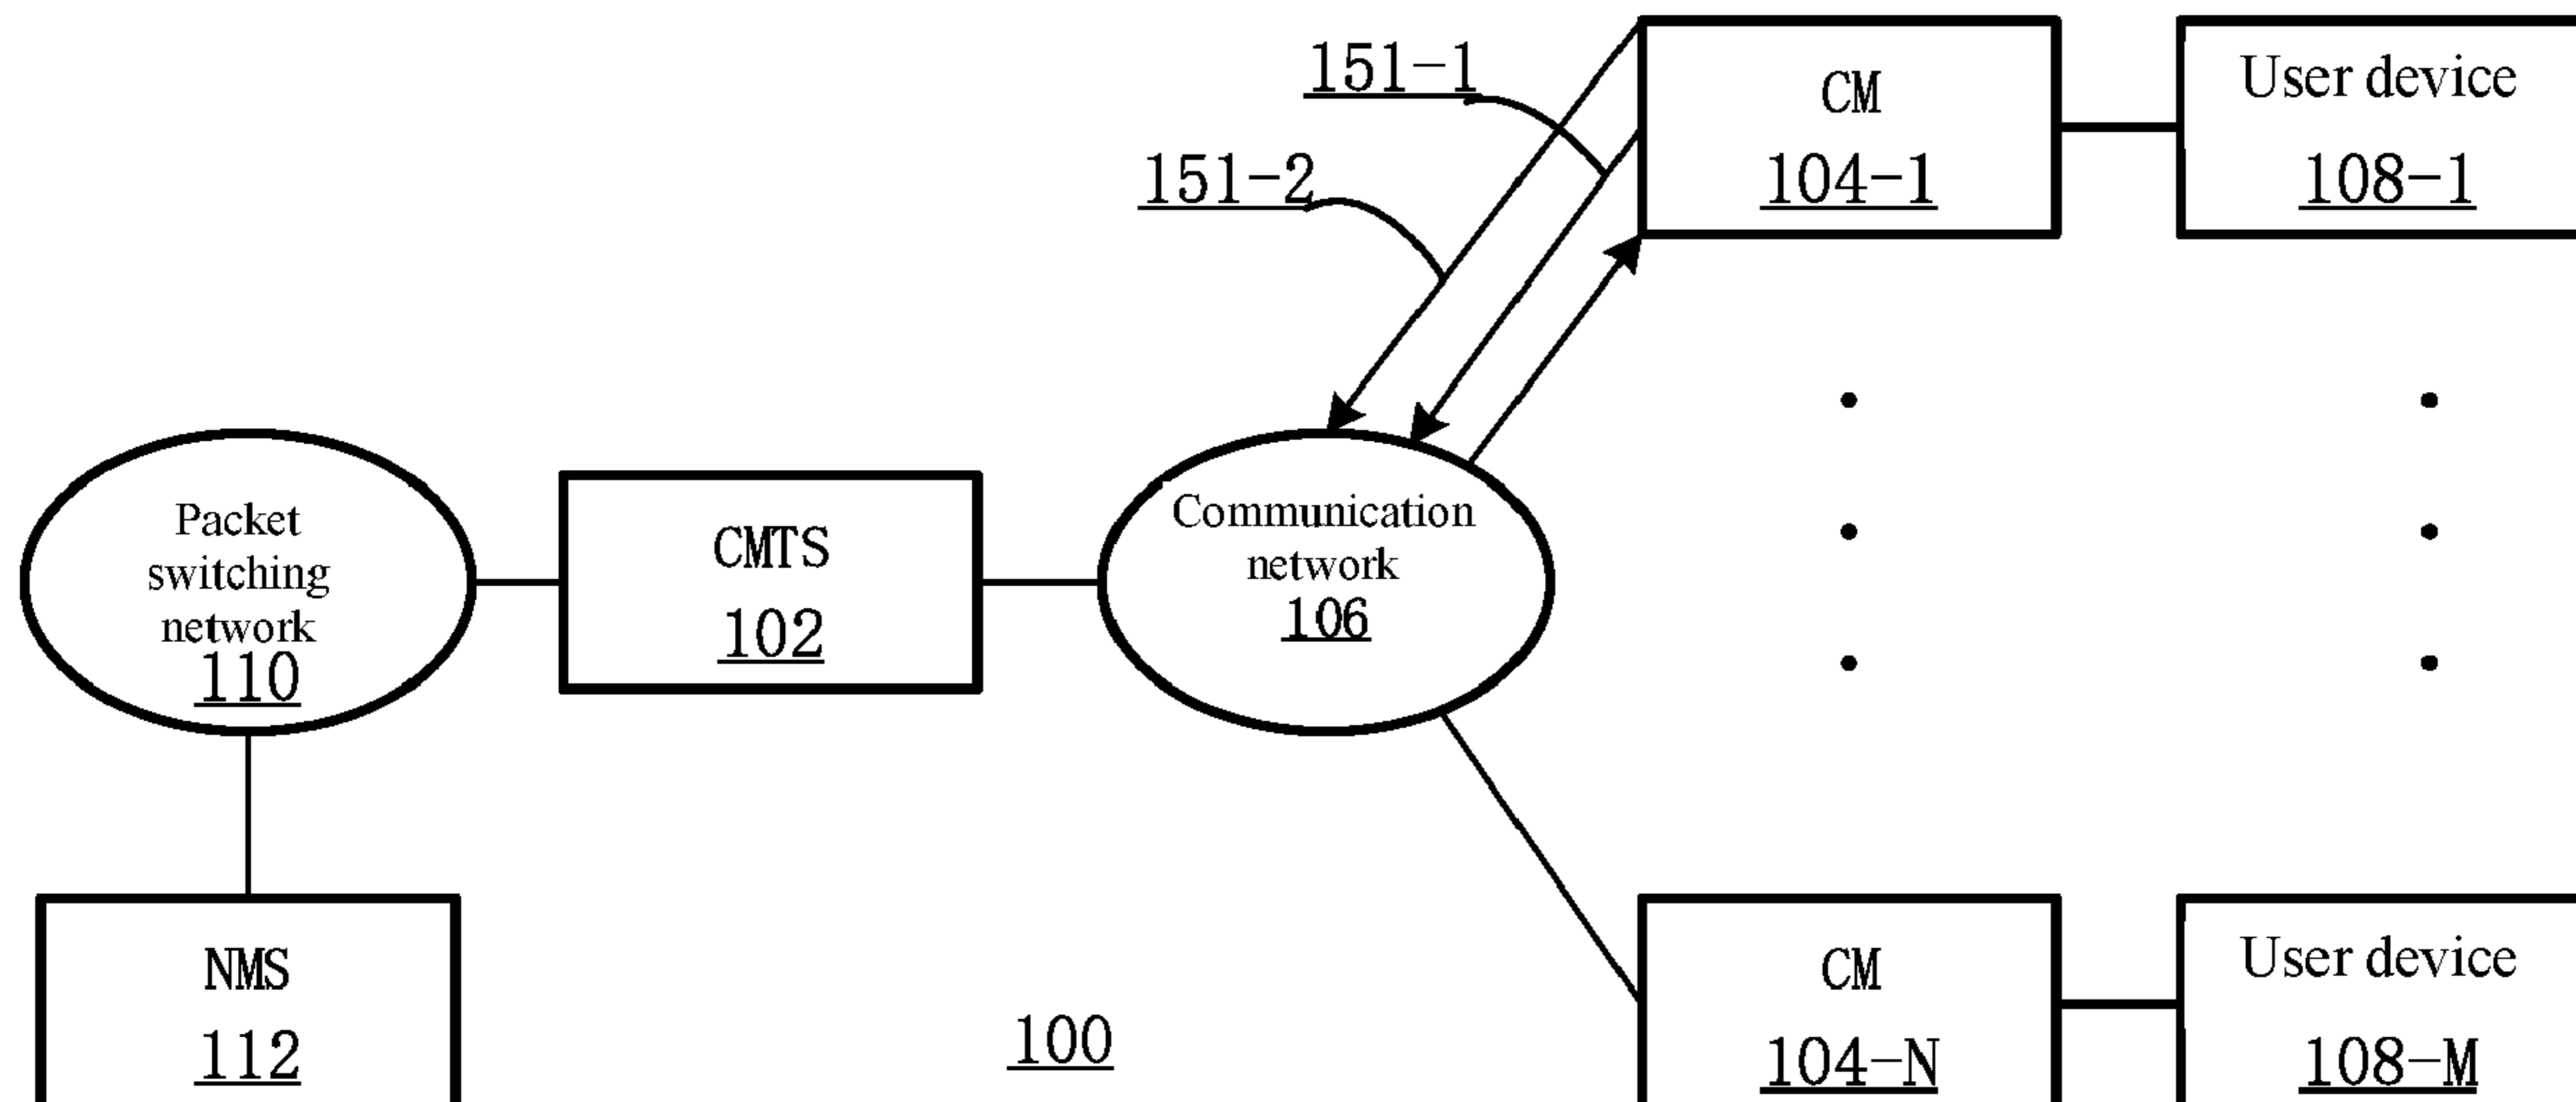 151-1
151-2
CM
104-1
User device
108-1
Packet
switching
network
110
CMTS
102
Communication
network
106
NMS
112
100
CM
104-N
User device
108-M